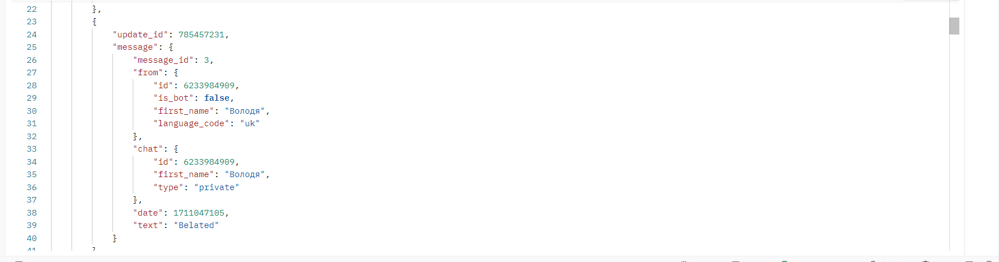 22 },
23 {
24 "update_id": 785457231,
25 "message": {
26 "message_id": 3,
27 "from": {
28 "id": 6233984909,
29 "is_bot": false,
30 "first_name": "Володя",
31 "language_code": "uk"
32 },
33 "chat": {
34 "id": 6233984909,
35 "first_name": "Володя",
36 "type": "private"
37 },
38 "date": 1711047105,
39 "text": "Belated"
40 }
41